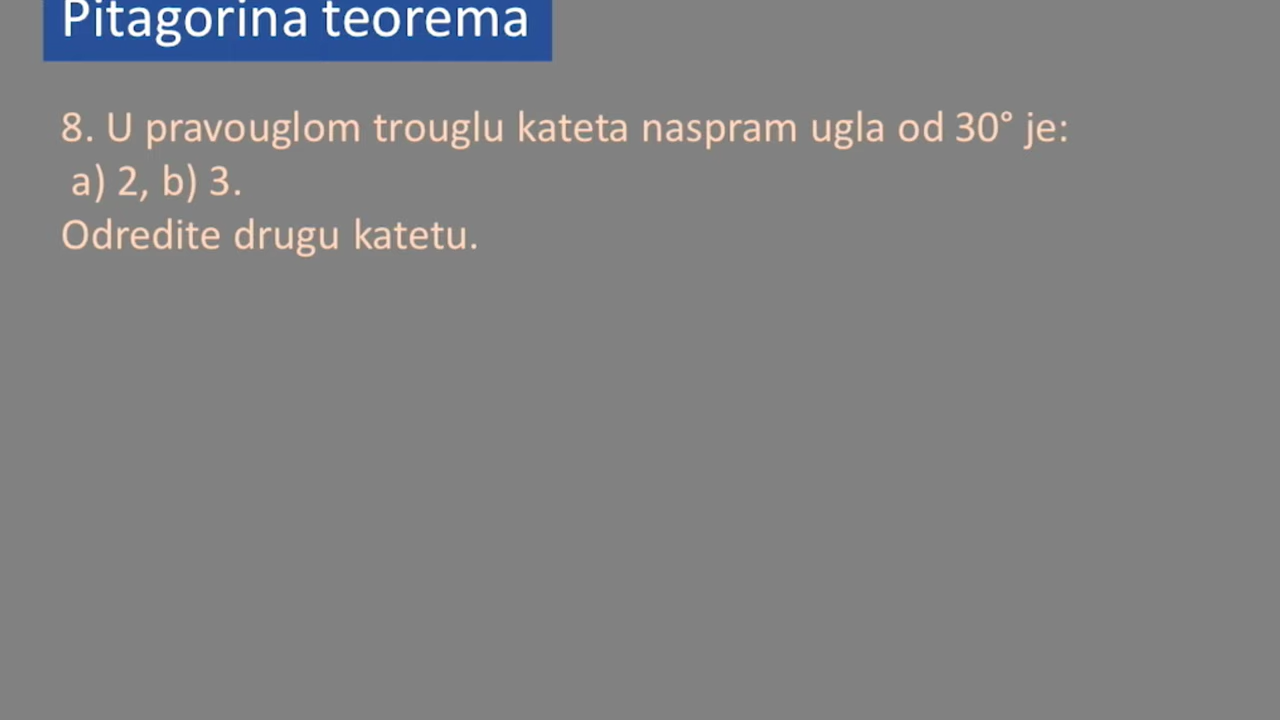 Pitagorina teorema
8. U pravouglom trouglu kateta naspram ugla od 30° je:
a) 2, b) 3.
Odredite drugu katetu.